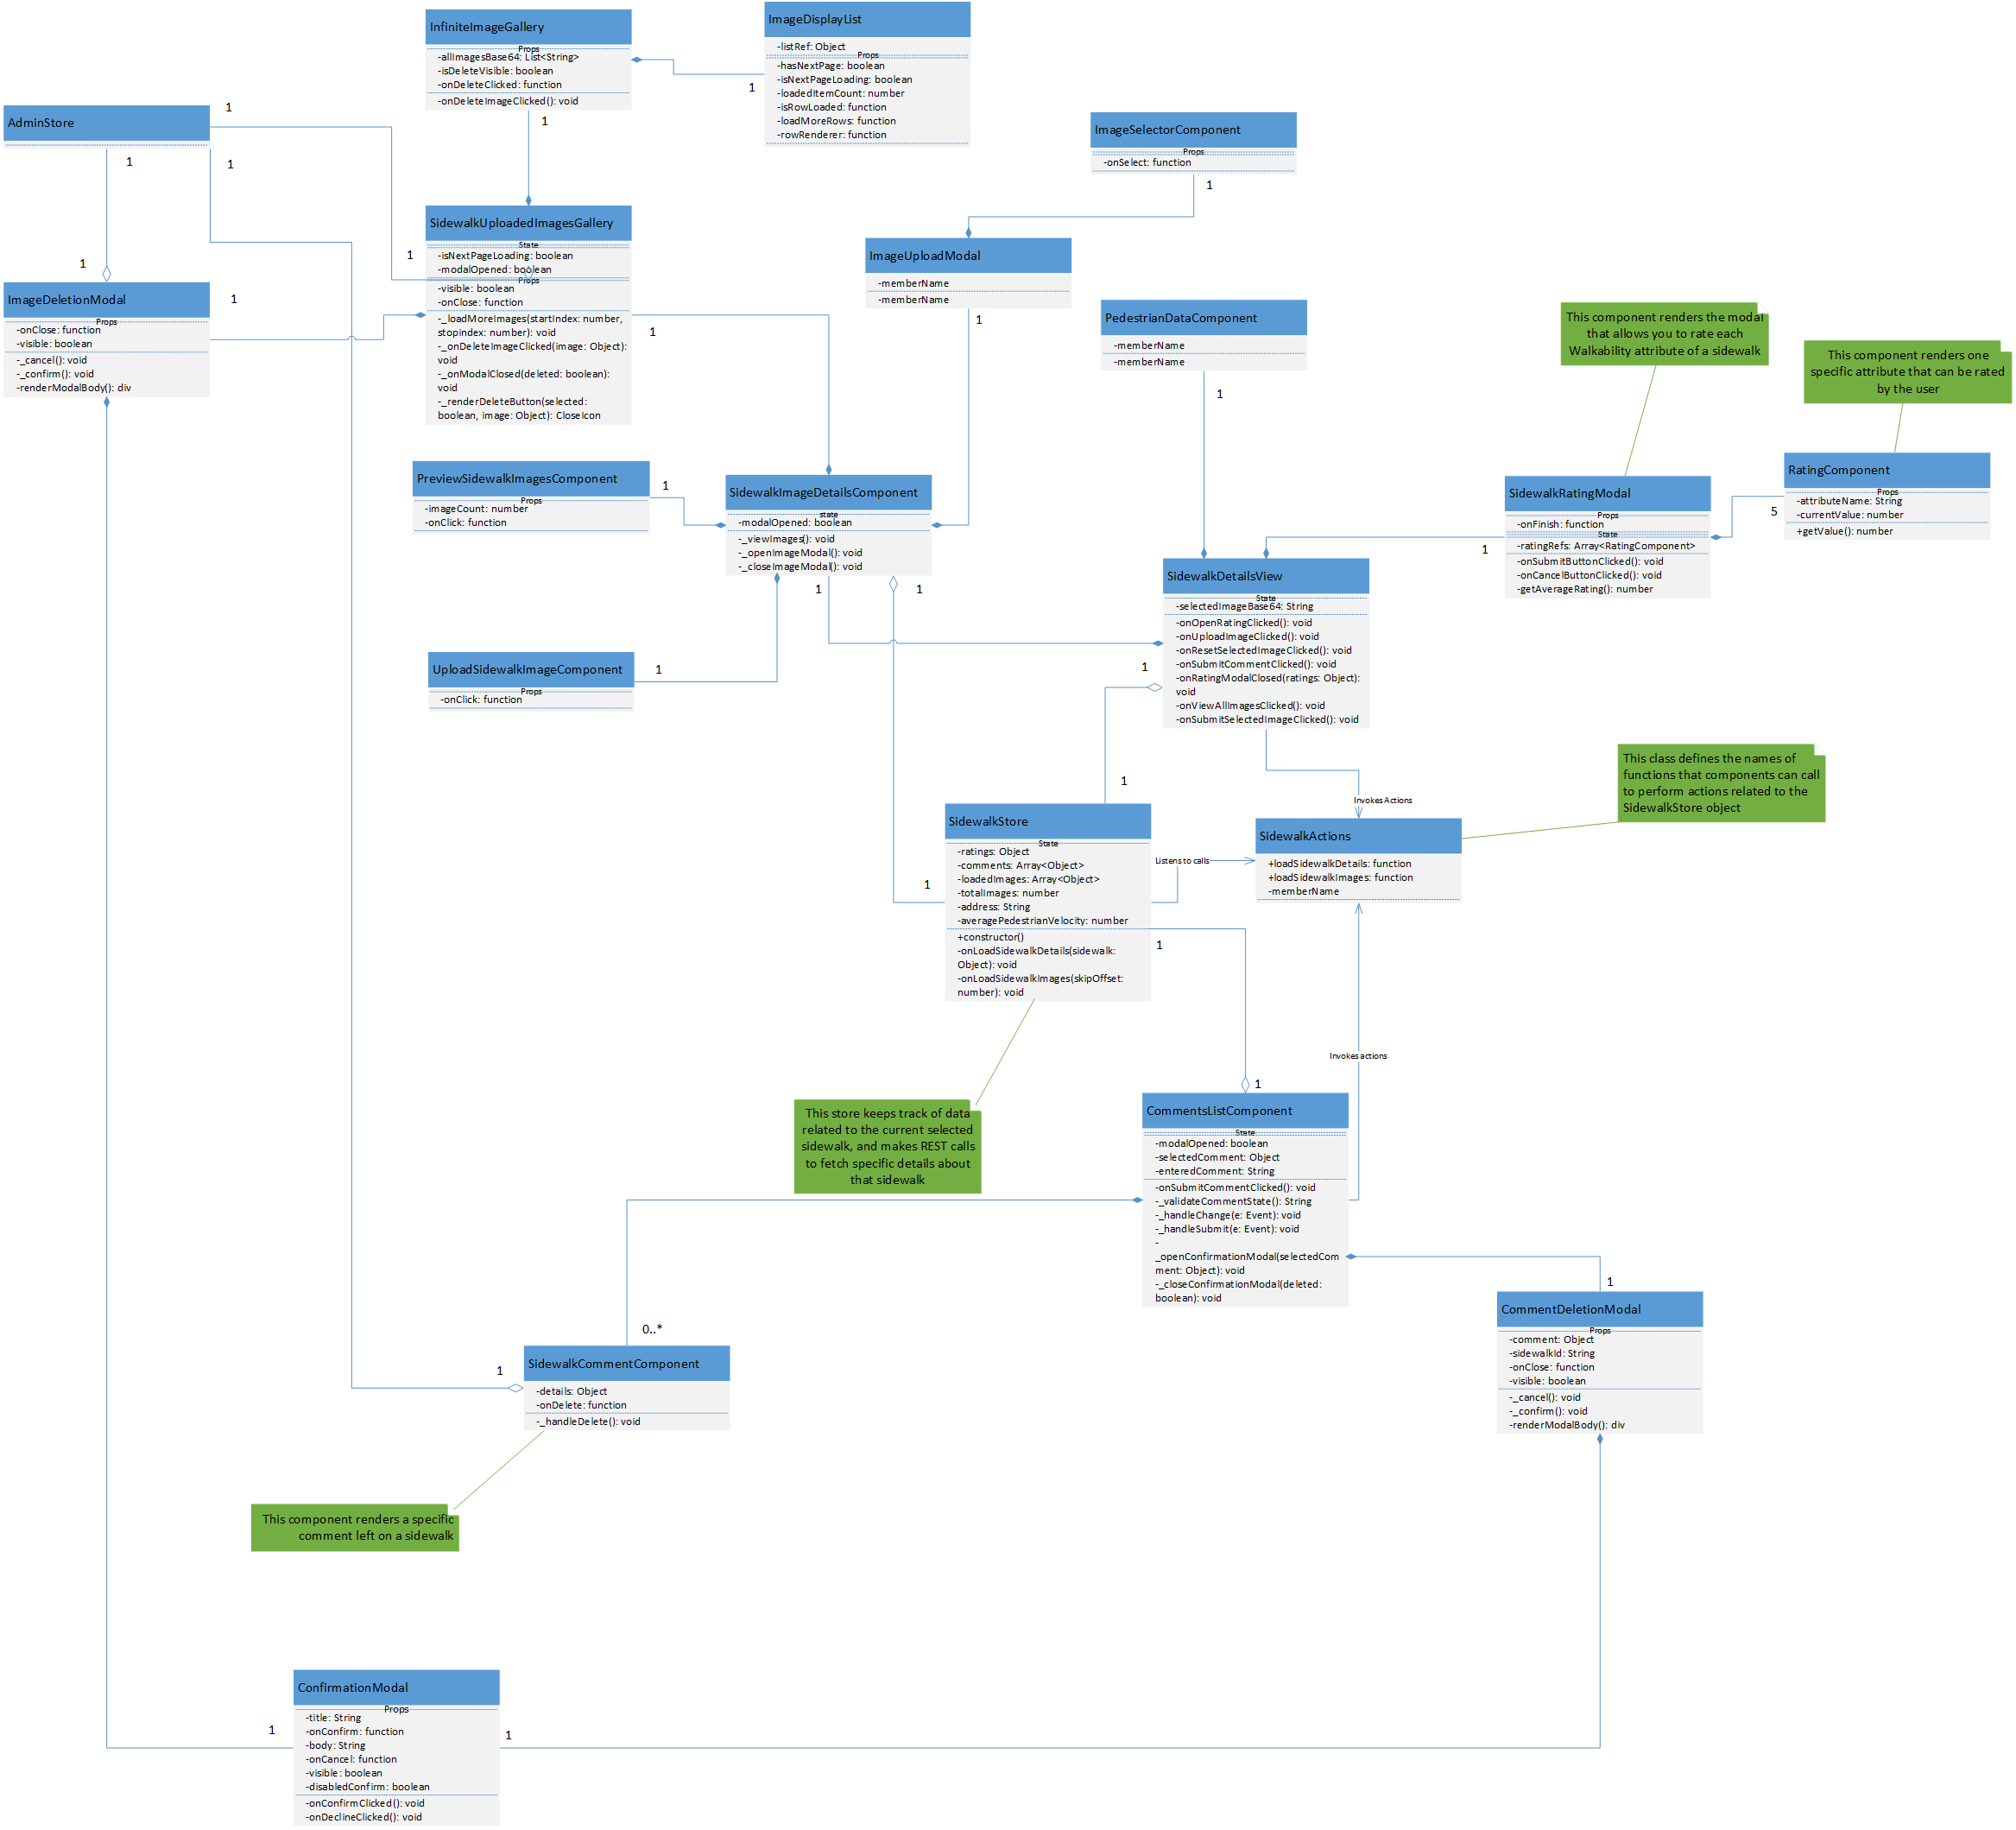 InfiniteImageGallery
Props
-allImagesBase64: List<String>
-isDeleteVisible: boolean
-onDeleteClicked: function
-onDeleteImageClicked(): void
1
ImageDisplayList
-listRef: Object
Props
-hasNextPage: boolean
-isNextPageLoading: boolean
-loadedItemCount: number
-isRowLoaded: function
-loadMoreRows: function
-rowRenderer: function
1
AdminStore
1
1
1
ImageSelectorComponent
Props
-onSelect: function
1
SidewalkUploadedImagesGallery
State
-isNextPageLoading: boolean
-modalOpened: boolean
Props
-visible: boolean
-onClose: function
-_loadMoreImages(startIndex: number,
stopindex: number): void
-_onDeleteImageClicked(image: Object):
void
-_onModalClosed(deleted: boolean):
void
-_renderDeleteButton(selected:
boolean, image: Object): CloseIcon
1
1
ImageUploadModal
-memberName
-memberName
1
1
ImageDeletionModal
Props
-onClose: function
-visible: boolean
-_cancel(): void
-_confirm(): void
-renderModalBody(): div
1
PedestrianDataComponent
-memberName
-memberName
1
This component renders the modal
that allows you to rate each
Walkability attribute of a sidewalk
This component renders one
specific attribute that can be rated
by the user
PreviewSidewalkImagesComponent
Props
-imageCount: number
-onClick: function
1
SidewalkImageDetailsComponent
state
-modalOpened: boolean
-_viewImages(): void
-_openImageModal(): void
-_closeImageModal(): void
1
1
SidewalkRatingModal
Props
-onFinish: function
State
-ratingRefs: Array<RatingComponent>
-onSubmitButtonClicked(): void
-onCancelButtonClicked(): void
-getAverageRating(): number
1
RatingComponent
Props
-attributeName: String
-currentValue: number
+getValue(): number
5
SidewalkDetailsView
State
-selectedImageBase64: String
-onOpenRatingClicked(): void
-onUploadImageClicked(): void
-onResetSelectedImageClicked(): void
-onSubmitCommentClicked(): void
-onRatingModalClosed(ratings: Object):
void
-onViewAllImagesClicked(): void
-onSubmitSelectedImageClicked(): void
1
UploadSidewalkImageComponent
Props
-onClick: function
1
This class defines the names of
functions that components can call
to perform actions related to the
SidewalkStore object
1
Invokes Actions
SidewalkStore
State
-ratings: Object
-comments: Array<Object>
-loadedImages: Array<Object>
-totalImages: number
-address: String
-averagePedestrianVelocity: number
+constructor()
-onLoadSidewalkDetails(sidewalk:
Object): void
-onLoadSidewalkImages(skipOffset:
number): void
1
1
Listens to calls
SidewalkActions
+loadSidewalkDetails: function
+loadSidewalkImages: function
-memberName
Invokes actions
This store keeps track of data
related to the current selected
sidewalk, and makes REST calls
to fetch specific details about
that sidewalk
1
CommentsListComponent
State
-modalOpened: boolean
-selectedComment: Object
-enteredComment: String
-onSubmitCommentClicked(): void
-_validateCommentState(): String
-_handleChange(e: Event): void
-_handleSubmit(e: Event): void
-
_openConfirmationModal(selectedCom
ment: Object): void
-_closeConfirmationModal(deleted:
boolean): void
1
CommentDeletionModal
Props
-comment: Object
-sidewalkId: String
-onClose: function
-visible: boolean
-_cancel(): void
-_confirm(): void
-renderModalBody(): div
0..*
1
SidewalkCommentComponent
-details: Object
-onDelete: function
-_handleDelete(): void
This component renders a specific
comment left on a sidewalk
ConfirmationModal
Props
-title: String
-onConfirm: function
-body: String
-onCancel: function
-visible: boolean
-disabledConfirm: boolean
-onConfirmClicked(): void
-onDeclineClicked(): void
1
1